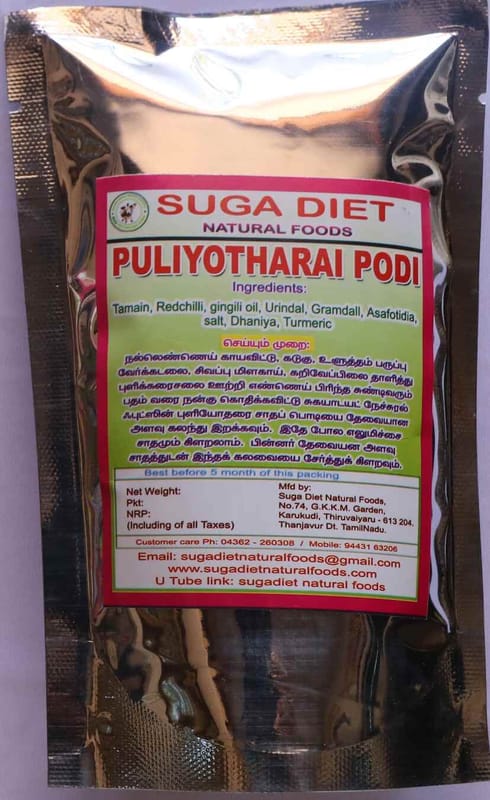 SUGA DIET
NATURAL FOODS
PULIYOTHARAI PODI
Ingredients:
Tamain, Redchilli, gingili oil, Urindal, Gramdall, Asafotidia,
salt, Dhaniya, Turmeric
செய்யும் முறை:
நல்லெண்ணெய் காயவிட்டு, கடுகு, உளுத்தம் பருப்பு
வேர்க்கடலை, சிவப்பு மிளகாய், கறிவேப்பிலை தாளித்து
புளிக்கரைசலை ஊற்றி எண்ணெய் பிரிந்த சுண்டிவரும்
பதம் வரை நன்கு கொதிக்கவிட்டு சுகயாடயட் நேச்சுரல்
ஃபுட்ஸின் புளியோதரை சாதப் பொடியை தேவையான
அளவு கலந்து இறக்கவும். இதே போல எலுமிச்சை
சாதமும் கிளறலாம். பின்னர் தேவையன அளவு
சாதத்துடன் இந்தக் கலவையை சேர்த்துக் கிளறவும்.
Best before 5 month of this packing
Net Weight:
Pkt:
NRP:
(Including of all Taxes)
Mfd by:
Suga Diet Natural Foods,
No.74, G.K.K.M. Garden,
Karukudi, Thiruvaiyaru - 613 204.
Thanjavur Dt. TamilNadu.
Customer care Ph: 04362 - 260308 / Mobile: 94431 63206
Email: sugadietnaturalfoods@gmail.com
www.sugadietnaturalfoods.com
U Tube link: sugadiet natural foods